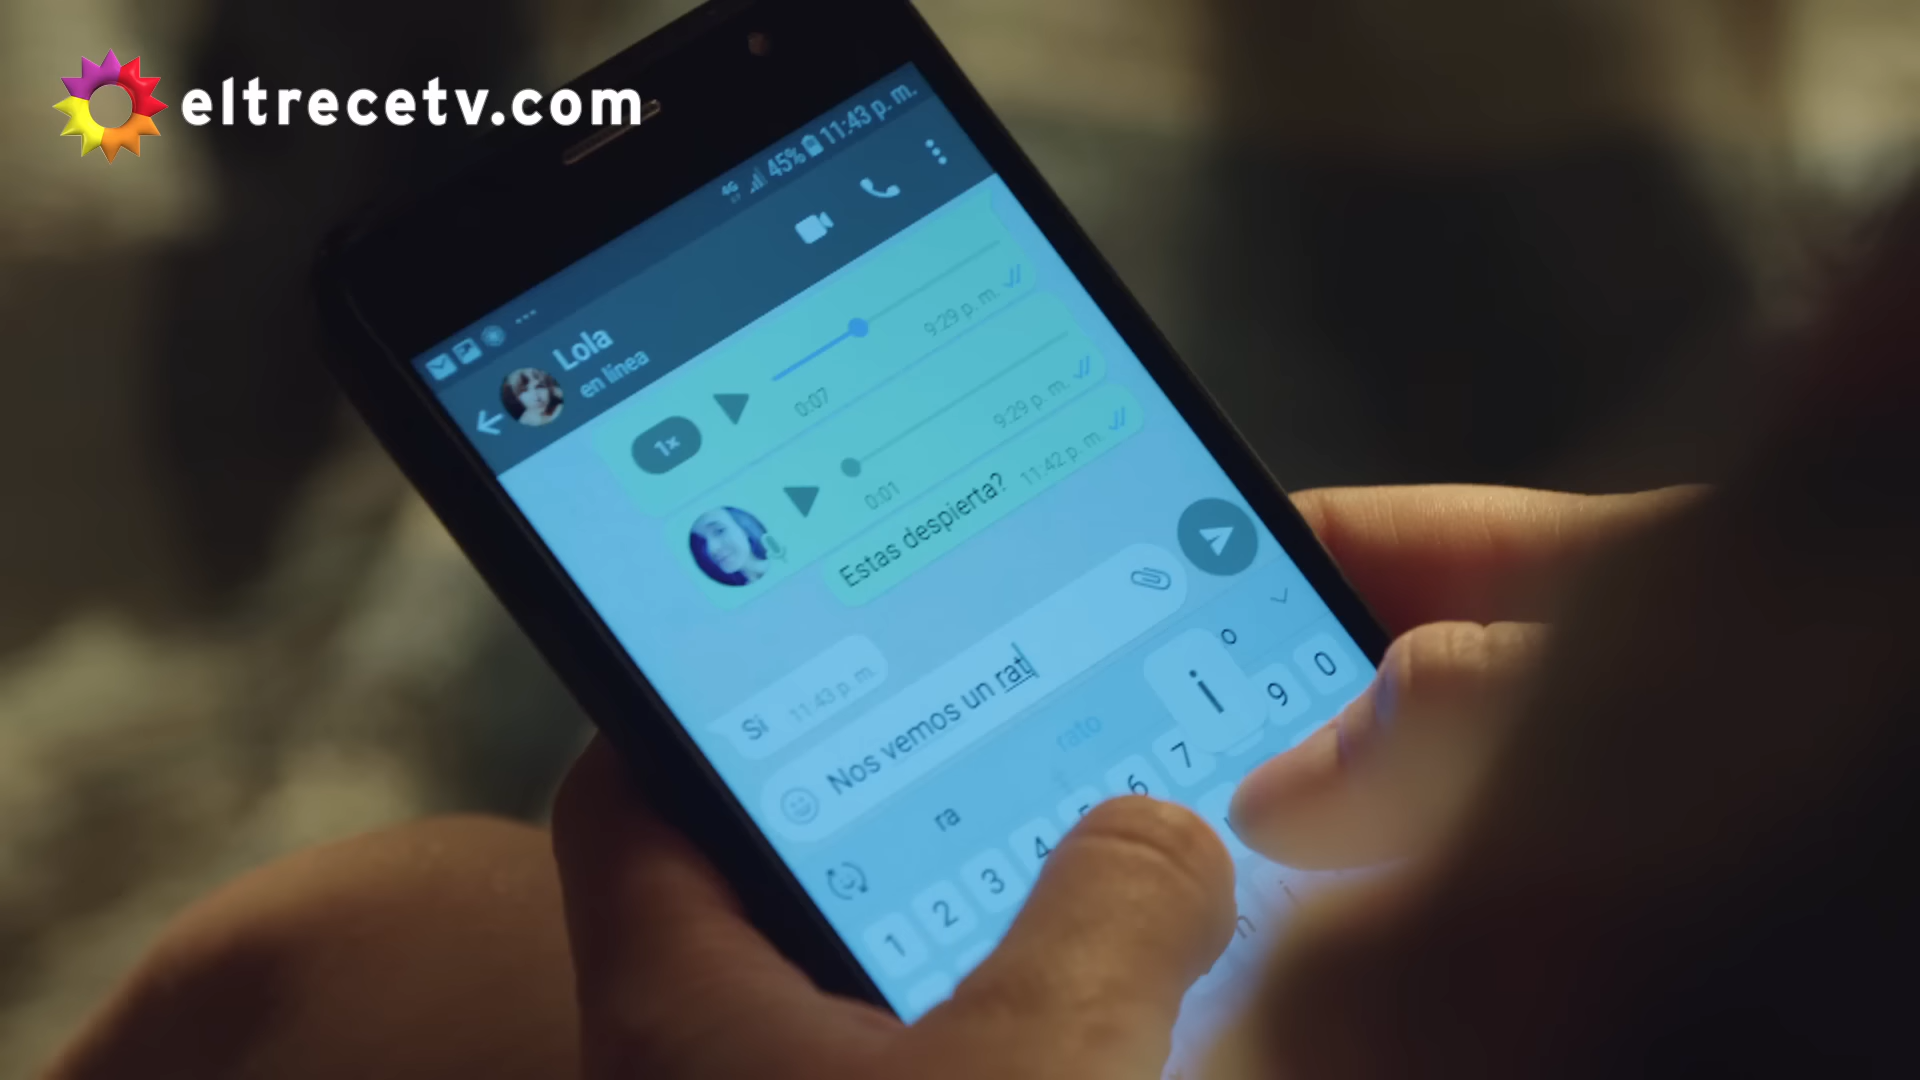 eltrecetv.com
4G 45% 11:43 p. m.
Lola
en línea
1x
0:07
9:29 p. m.
0:01
9:29 p. m.
Estas despierta?
11:42 p. m.
Si
11:43 p. m.
Nos vemos un rat
ra
rato
o
i
1 2 3 4 5 6 7 9 0
n
i